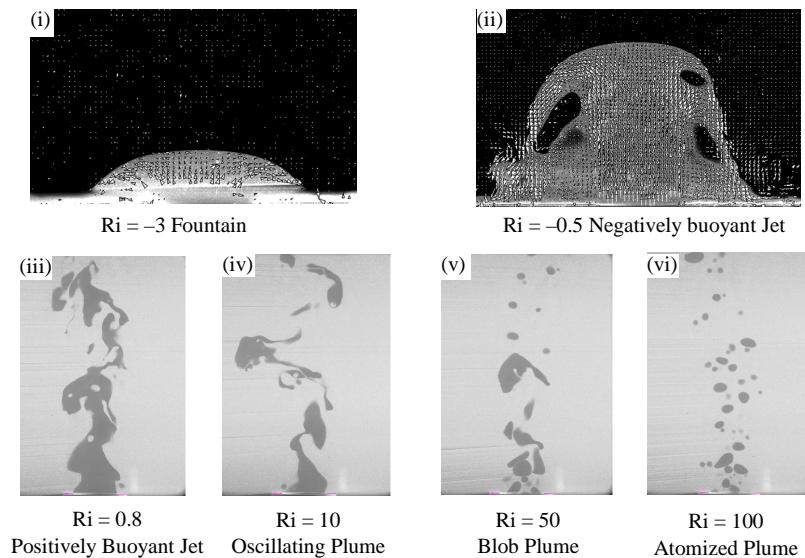 (i)
(ii)
Ri = –3 Fountain
Ri = –0.5 Negatively buoyant Jet
(iii)
(iv)
(v)
(vi)
Ri = 0.8
Positively Buoyant Jet
Ri = 10
Oscillating Plume
Ri = 50
Blob Plume
Ri = 100
Atomized Plume